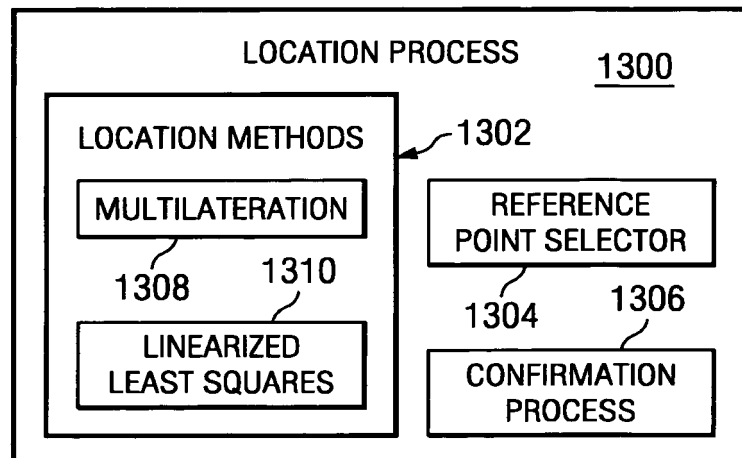 LOCATION PROCESS
1300
LOCATION METHODS
1302
MULTILATERATION
1308
1310
LINEARIZED
LEAST SQUARES
REFERENCE
POINT SELECTOR
1304
1306
CONFIRMATION
PROCESS